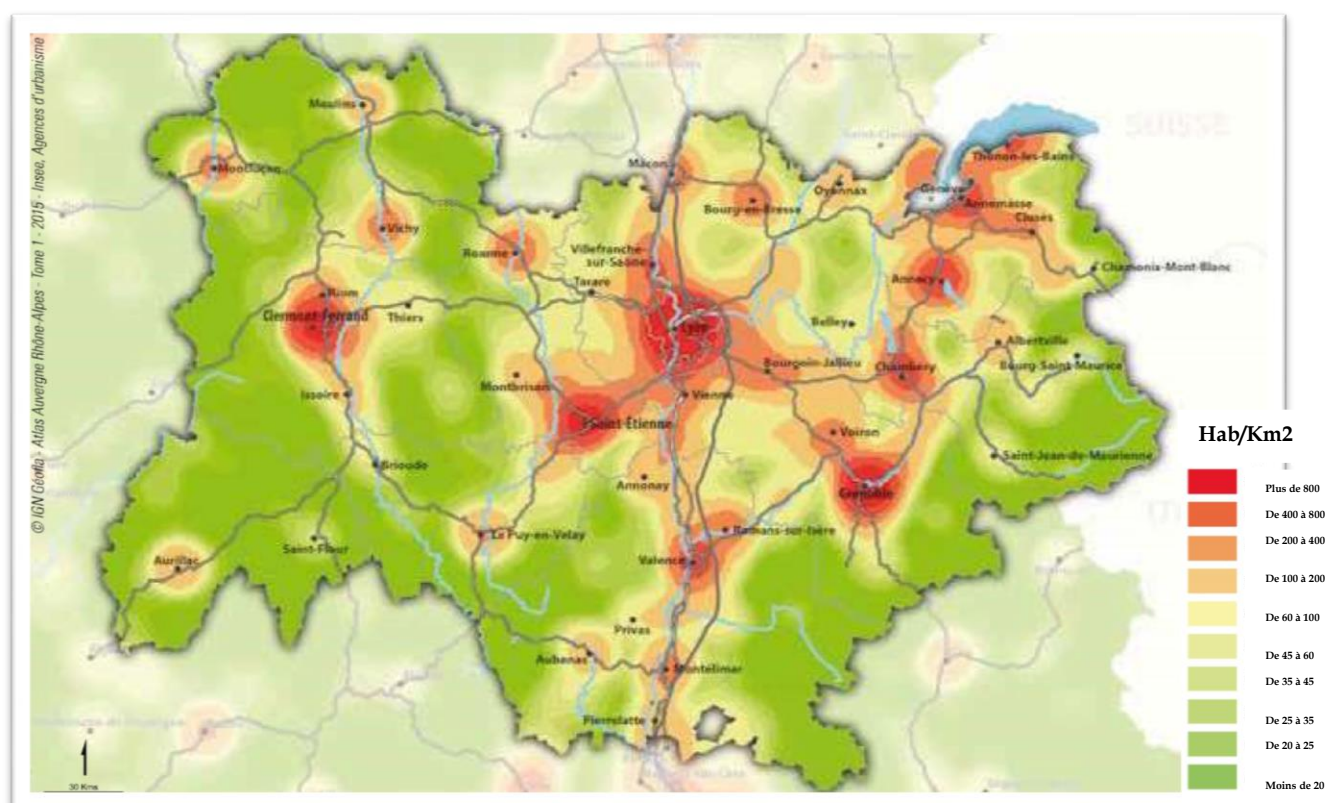 © IGN Géofla - Atlas Auvergne Rhône-Alpes - Tome 1 - 2015 - Insee, Agences d'urbanisme
SUISSE
Moulins
Montluçon
Mâcon
Thonon-les-Bains
Oyonnax
Genève
Annemasse
Bourg-en-Bresse
Cluses
Vichy
Roanne
Villefranche-
sur-Saône
Chamonix-Mont-Blanc
Annecy
Tarare
Riom
Clermont-Ferrand
Thiers
Lyon
Belley
Albertville
Bourgoin-Jallieu
Chambéry
Bourg-Saint-Maurice
Montbrison
Issoire
Vienne
Saint-Étienne
Voiron
Saint-Jean-de-Maurienne
Brioude
Annonay
Grenoble
Le Puy-en-Velay
Romans-sur-Isère
Saint-Flour
Aurillac
Valence
Privas
Aubenas
Montélimar
Pierrelatte
30 Kms
Hab/Km2
Plus de 800
De 400 à 800
De 200 à 400
De 100 à 200
De 60 à 100
De 45 à 60
De 35 à 45
De 25 à 35
De 20 à 25
Moins de 20